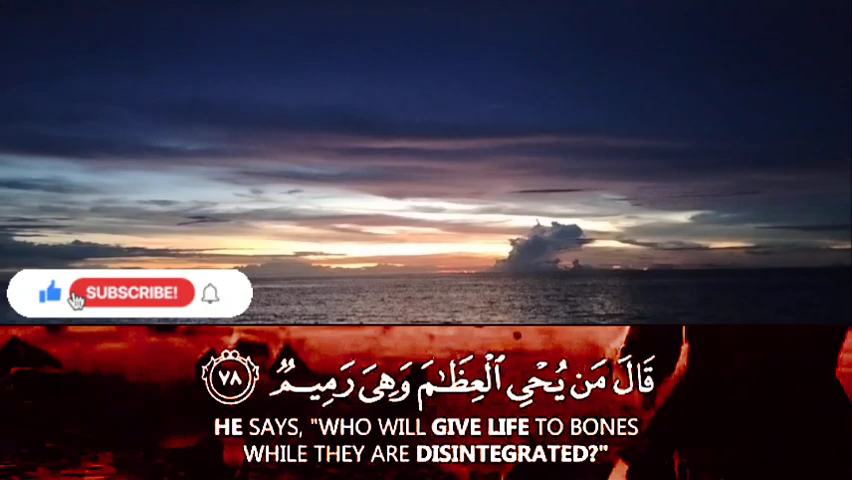 SUBSCRIBE!
قَالَ مَن يُحْيِ ٱلْعِظَٰمَ وَهِىَ رَمِيمٌ ٧٨
HE SAYS, "WHO WILL GIVE LIFE TO BONES
WHILE THEY ARE DISINTEGRATED?"